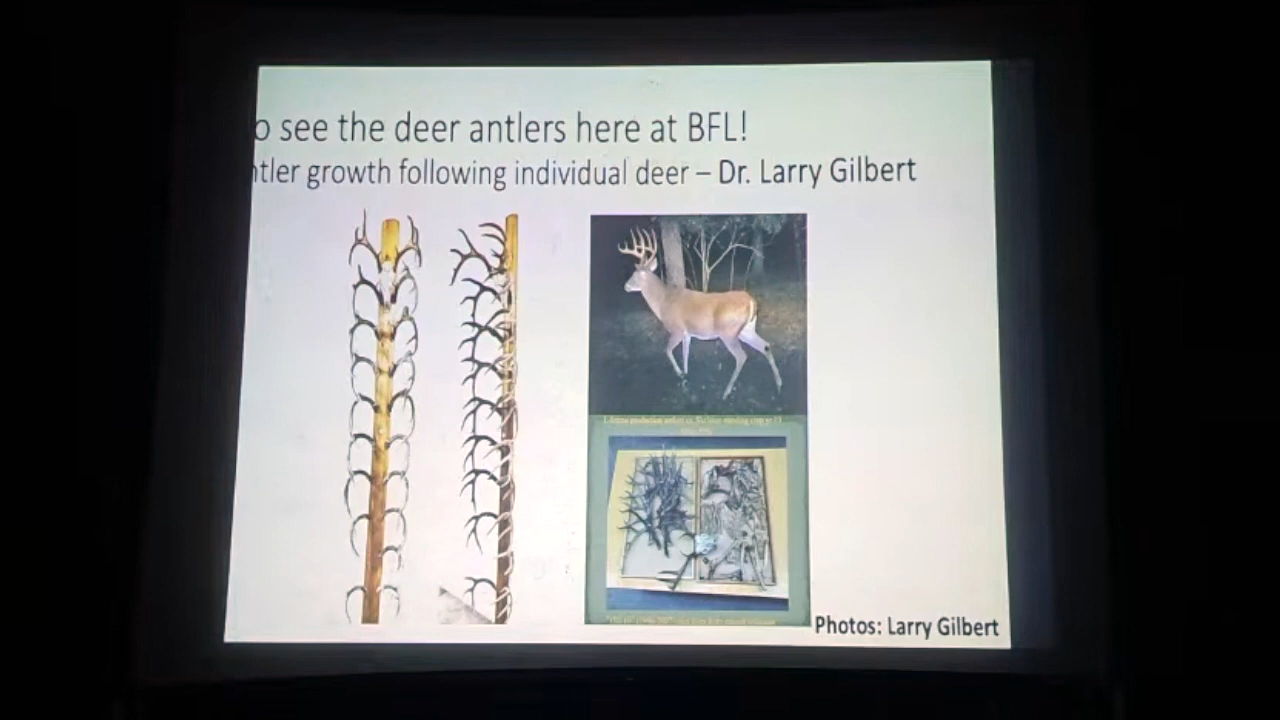 o see the deer antlers here at BFL!
ntler growth following individual deer – Dr. Larry Gilbert
Photos: Larry Gilbert